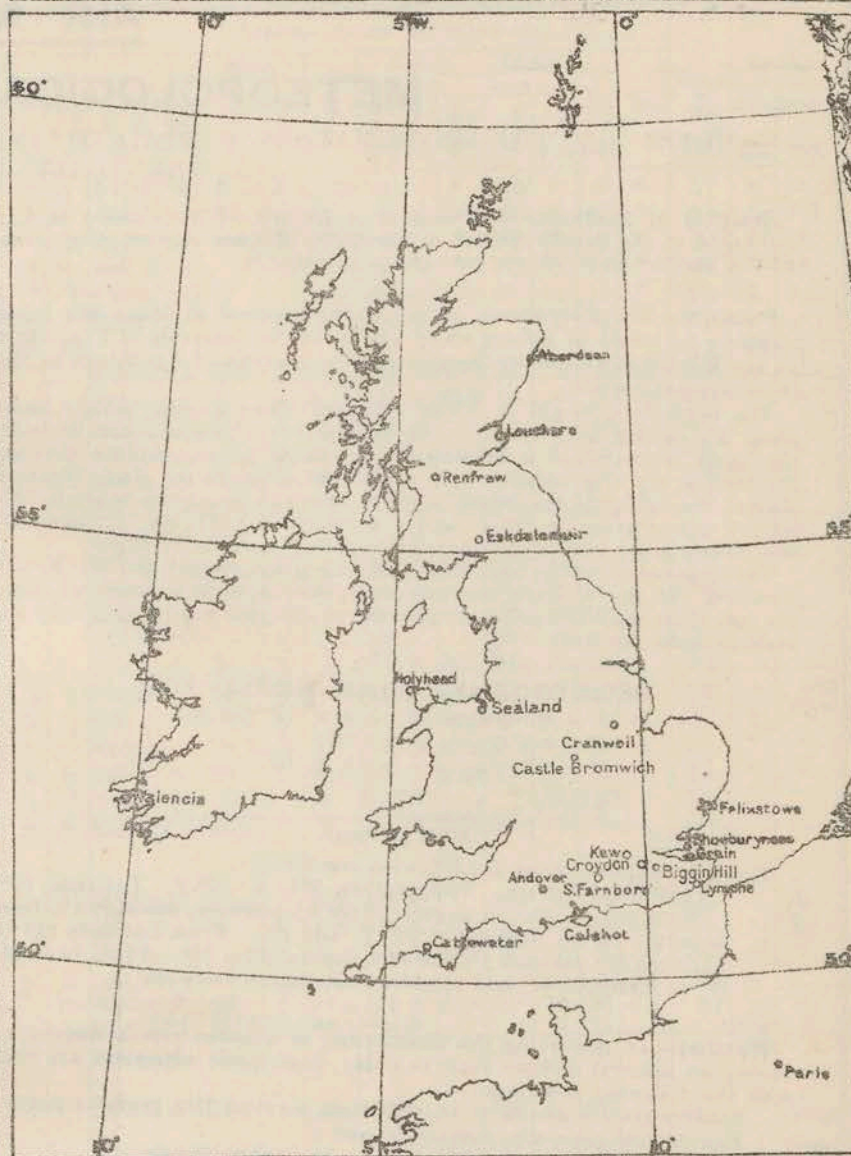 10°
5°W.
0°
60°
Aberdeen
Leuchars
Renfrew
55°
Eskdalemuir
55°
Holyhead
Sealand
Cranwell
Castle Bromwich
Valencia
Felixstowe
Shoeburyness
Grain
Kew
Croydon
Biggin Hill
Andover
S. Farnboro
Lympne
Calshot
Cattewater
50°
50°
Paris
10°
5°
0°